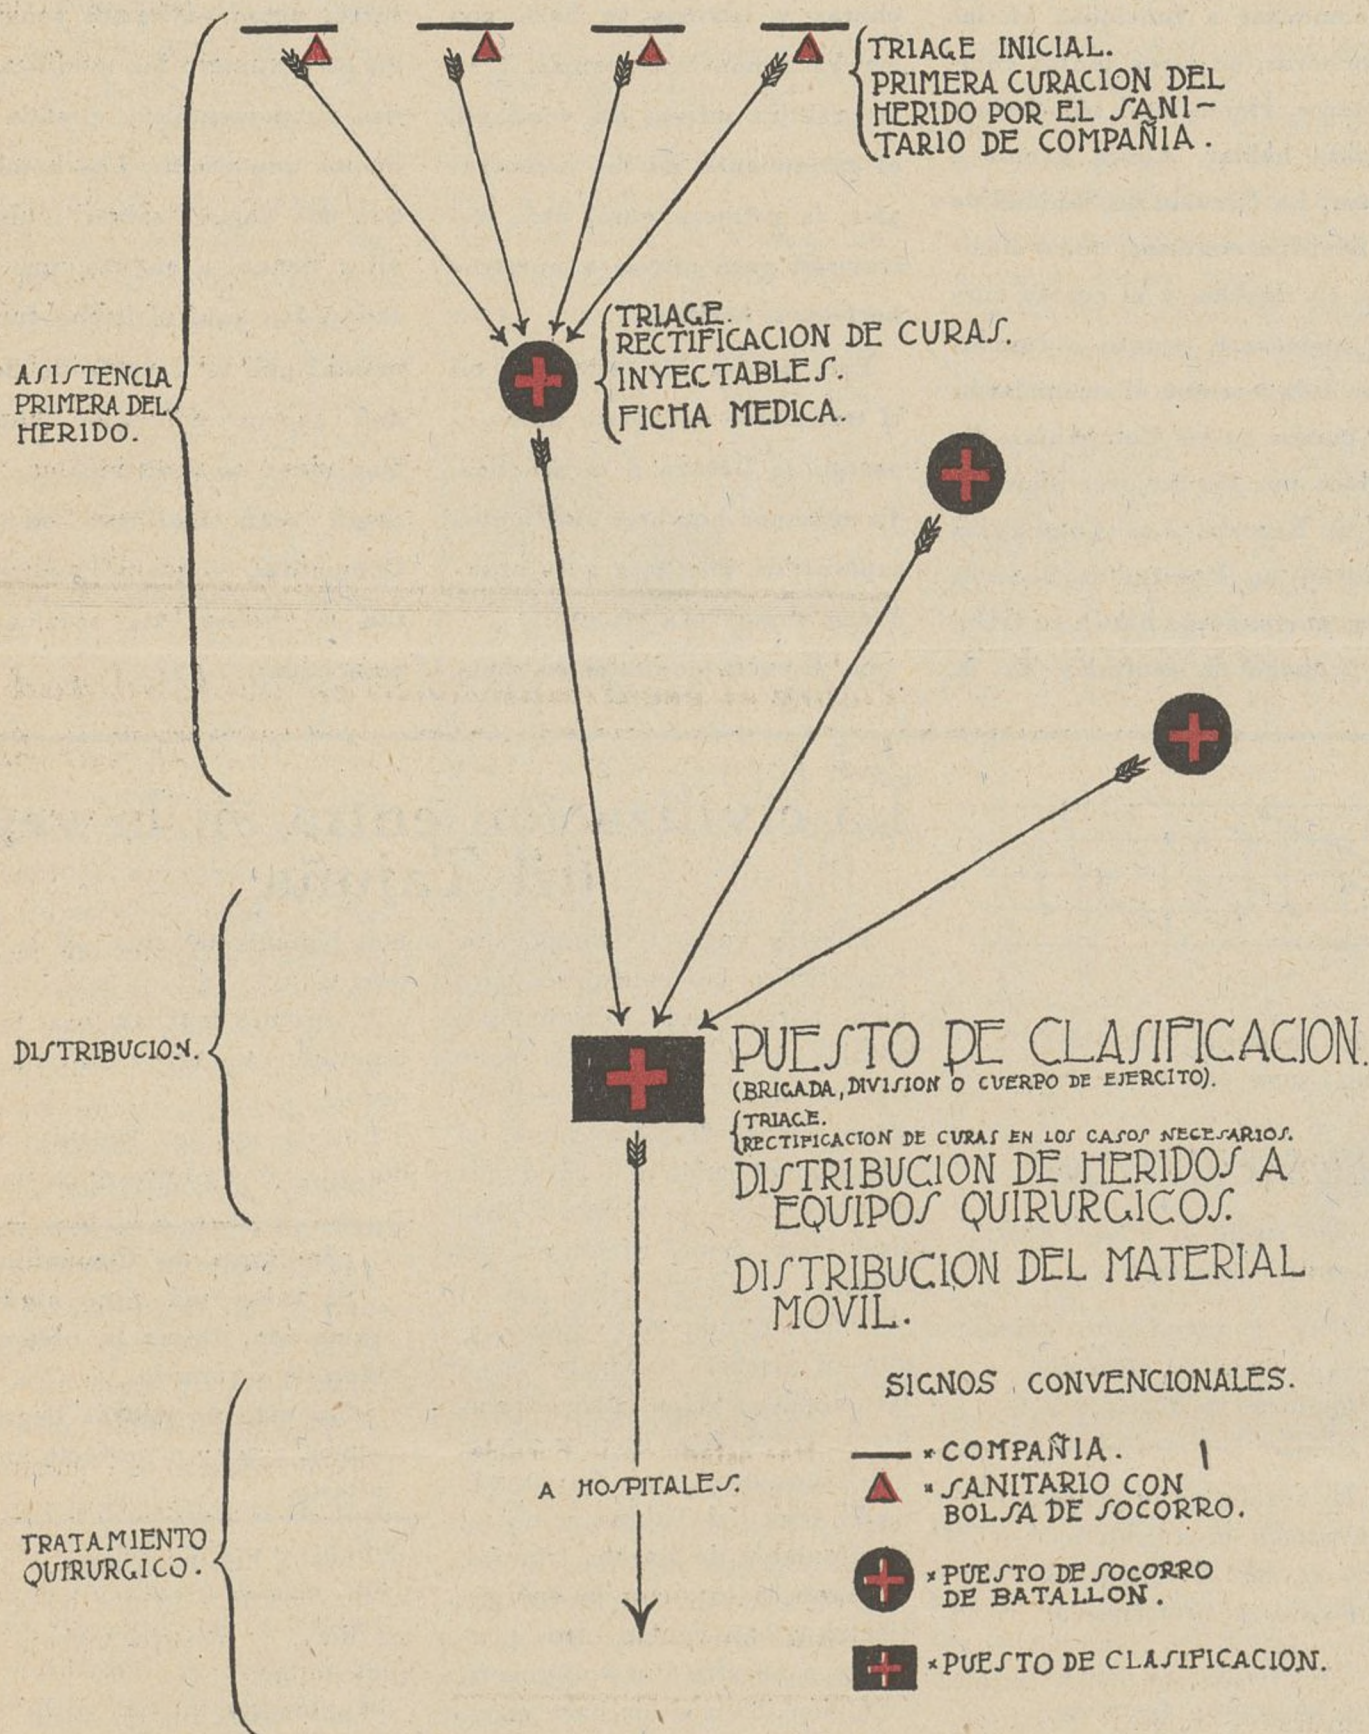 TRIAGE INICIAL.
PRIMERA CURACION DEL
HERIDO POR EL SANI-
TARIO DE COMPAÑIA.
ASISTENCIA
PRIMERA DEL
HERIDO.
TRIAGE.
RECTIFICACION DE CURAS.
INYECTABLES.
FICHA MEDICA.
DISTRIBUCION.
PUESTO DE CLASIFICACION.
(BRIGADA, DIVISION O CUERPO DE EJERCITO).
TRIAGE.
RECTIFICACION DE CURAS EN LOS CASOS NECESARIOS.
DISTRIBUCION DE HERIDOS A
EQUIPOS QUIRURGICOS.
DISTRIBUCION DEL MATERIAL
MOVIL.
A HOSPITALES.
TRATAMIENTO
QUIRURGICO.
SIGNOS CONVENCIONALES.
COMPAÑIA.
SANITARIO CON
BOLSA DE SOCORRO.
PUESTO DE SOCORRO
DE BATALLON.
PUESTO DE CLASIFICACION.